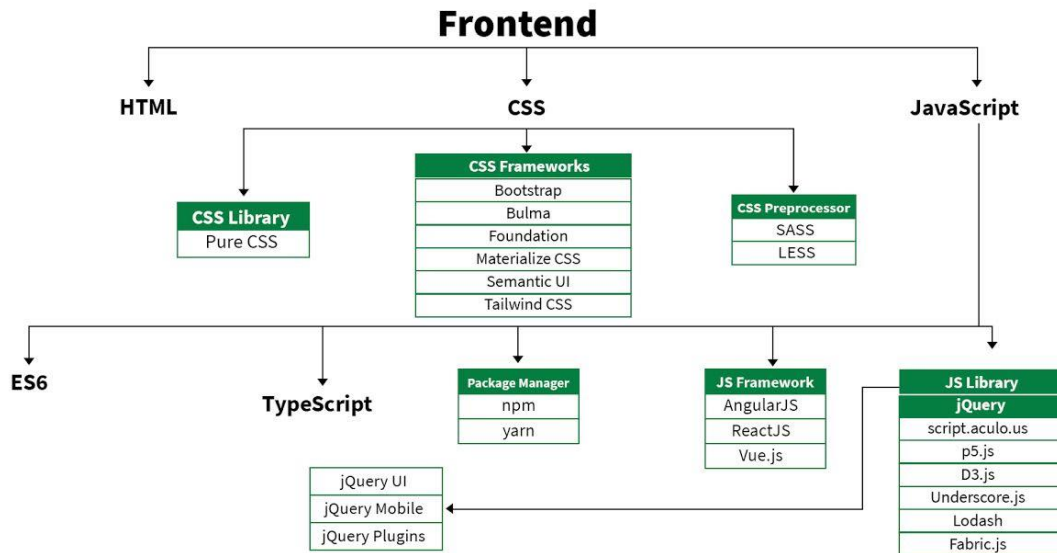 Frontend
HTML
CSS
JavaScript
CSS Library
Pure CSS
CSS Frameworks
Bootstrap
Bulma
Foundation
Materialize CSS
Semantic UI
Tailwind CSS
CSS Preprocessor
SASS
LESS
ES6
TypeScript
Package Manager
npm
yarn
JS Framework
AngularJS
ReactJS
Vue.js
JS Library
jQuery
script.aculo.us
p5.js
D3.js
Underscore.js
Lodash
Fabric.js
jQuery UI
jQuery Mobile
jQuery Plugins